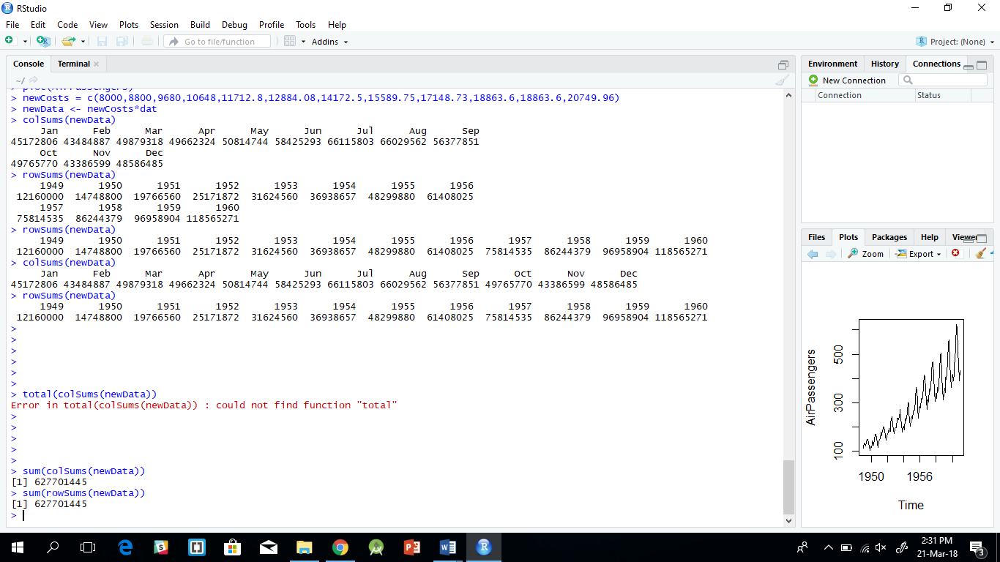 RStudio
File Edit Code View Plots Session Build Debug Profile Tools Help
Go to file/function Addins Project: (None)
Console Terminal
~/
> plot(AirPassengers)
> newCosts = c(8000,8800,9680,10648,11712.8,12884.08,14172.5,15589.75,17148.73,18863.6,18863.6,20749.96)
> newData <- newCosts*dat
> colSums(newData)
Jan Feb Mar Apr May Jun Jul Aug Sep
45172806 43484887 49879318 49662324 50814744 58425293 66115803 66029562 56377851
Oct Nov Dec
49765770 43386599 48586485
> rowSums(newData)
1949 1950 1951 1952 1953 1954 1955 1956
12160000 14748800 19766560 25171872 31624560 36938657 48299880 61408025
1957 1958 1959 1960
75814535 86244379 96958904 118565271
> rowSums(newData)
1949 1950 1951 1952 1953 1954 1955 1956 1957 1958 1959 1960
12160000 14748800 19766560 25171872 31624560 36938657 48299880 61408025 75814535 86244379 96958904 118565271
> colSums(newData)
Jan Feb Mar Apr May Jun Jul Aug Sep Oct Nov Dec
45172806 43484887 49879318 49662324 50814744 58425293 66115803 66029562 56377851 49765770 43386599 48586485
> rowSums(newData)
1949 1950 1951 1952 1953 1954 1955 1956 1957 1958 1959 1960
12160000 14748800 19766560 25171872 31624560 36938657 48299880 61408025 75814535 86244379 96958904 118565271
>
>
>
>
>
>
> total(colSums(newData))
Error in total(colSums(newData)) : could not find function "total"
>
>
>
>
>
> sum(colSums(newData))
[1] 627701445
> sum(rowSums(newData))
[1] 627701445
>
Environment History Connections
New Connection
Connection Status
Files Plots Packages Help Viewer
Zoom Export
AirPassengers
500
300
100
1950 1956
Time
2:31 PM
21-Mar-18
3